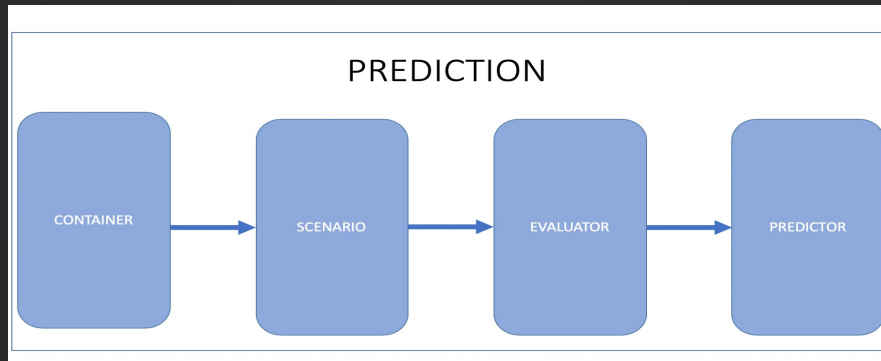 PREDICTION
CONTAINER
SCENARIO
EVALUATOR
PREDICTOR